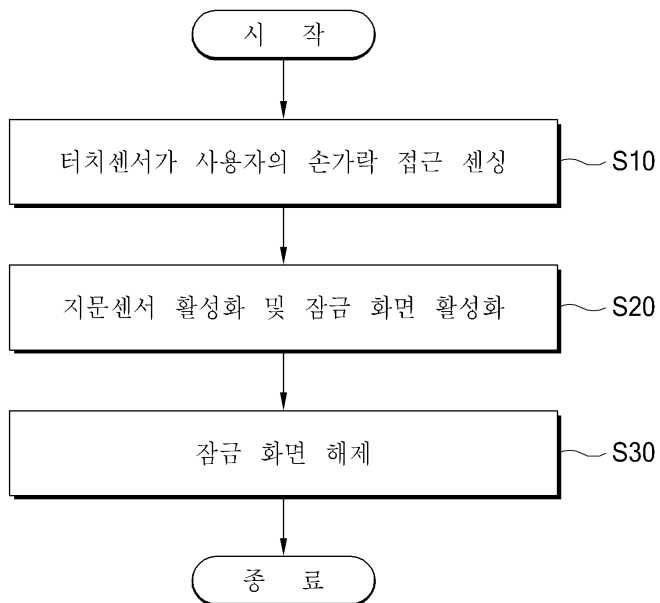 시 작
터치센서가 사용자의 손가락 접근 센싱
S10
지문센서 활성화 및 잠금 화면 활성화
S20
잠금 화면 해제
S30
종 료